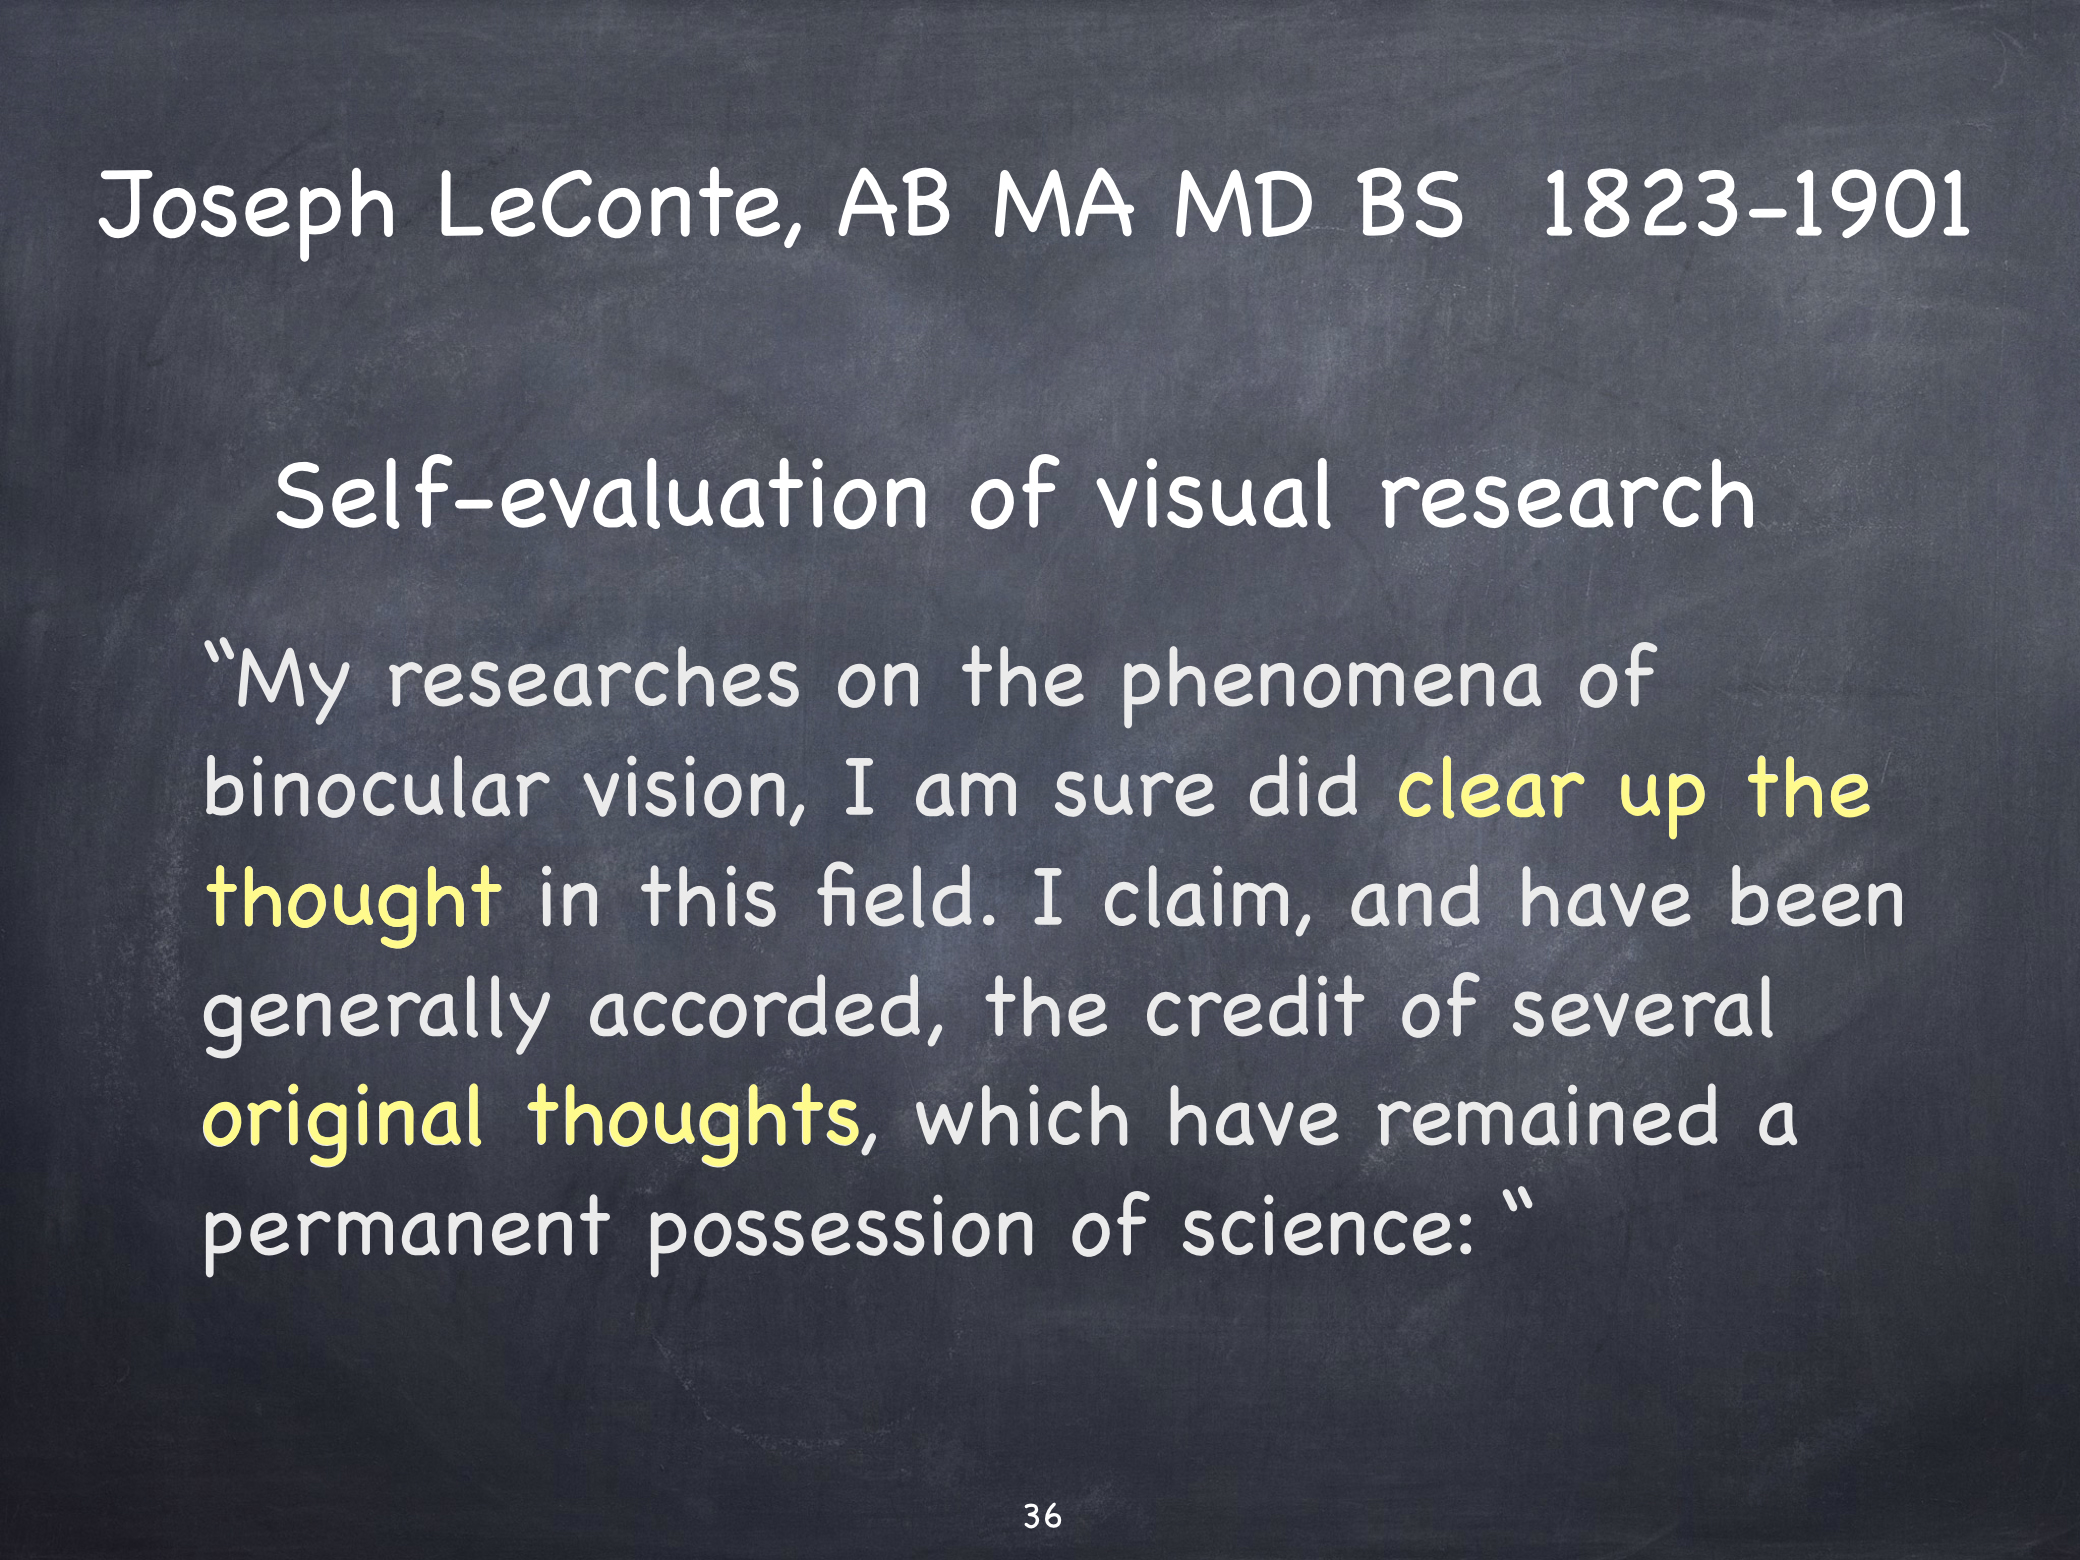 Joseph LeConte, AB MA MD BS 1823-1901
Self-evaluation of visual research
“My researches on the phenomena of
binocular vision, I am sure did clear up the
thought in this field. I claim, and have been
generally accorded, the credit of several
original thoughts, which have remained a
permanent possession of science: “
36